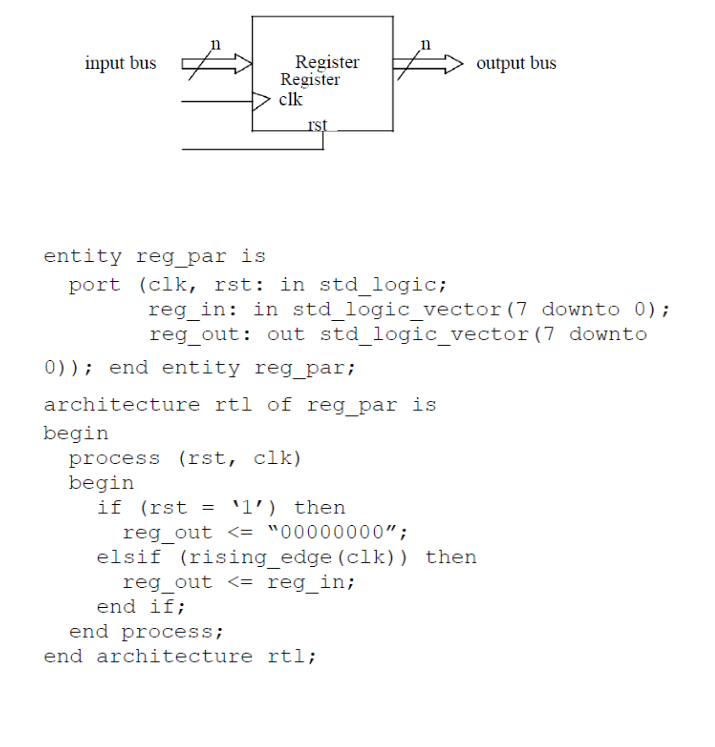 n n
input bus Register output bus
Register
clk
rst
entity reg_par is
port (clk, rst: in std_logic;
reg_in: in std_logic_vector(7 downto 0);
reg_out: out std_logic_vector(7 downto
0)); end entity reg_par;
architecture rtl of reg_par is
begin
process (rst, clk)
begin
if (rst = ‘1’) then
reg_out <= “00000000”;
elsif (rising_edge(clk)) then
reg_out <= reg_in;
end if;
end process;
end architecture rtl;